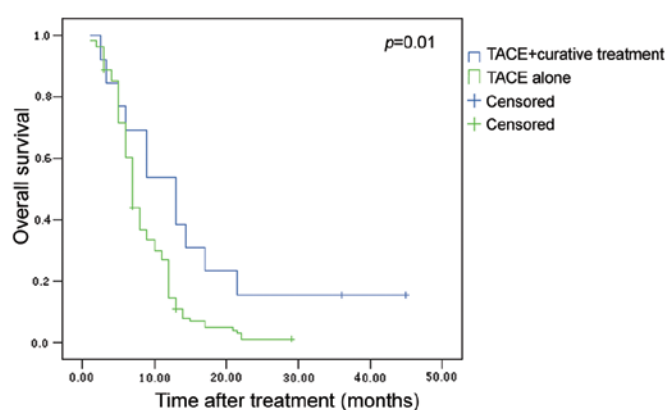 p=0.01
TACE+curative treatment
TACE alone
Censored
Censored
Overall survival
1.0
0.8
0.6
0.4
0.2
0.0
0.00 10.00 20.00 30.00 40.00 50.00
Time after treatment (months)